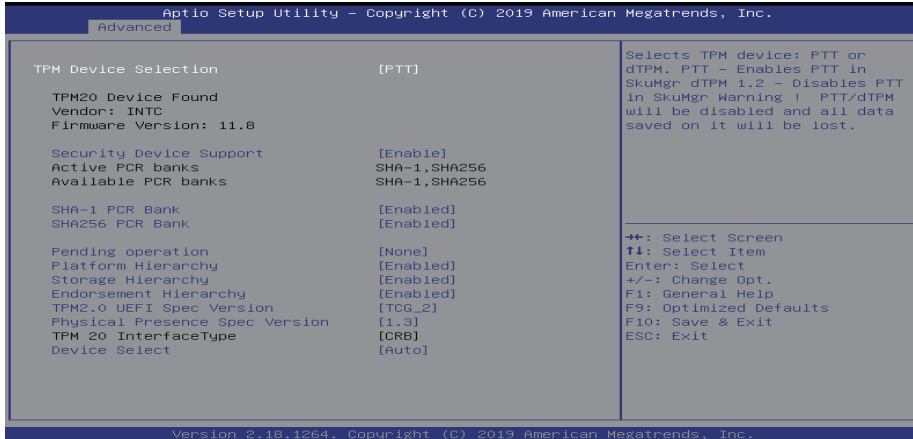 Aptio Setup Utility – Copyright (C) 2019 American Megatrends, Inc.
Advanced
TPM Device Selection [PTT]
TPM20 Device Found
Vendor: INTC
Firmware Version: 11.8
Security Device Support [Enable]
Active PCR banks SHA-1,SHA256
Available PCR banks SHA-1,SHA256
SHA-1 PCR Bank [Enabled]
SHA256 PCR Bank [Enabled]
Pending operation [None]
Platform Hierarchy [Enabled]
Storage Hierarchy [Enabled]
Endorsement Hierarchy [Enabled]
TPM2.0 UEFI Spec Version [TCG_2]
Physical Presence Spec Version [1.3]
TPM 20 InterfaceType [CRB]
Device Select [Auto]
Selects TPM device: PTT or
dTPM. PTT – Enables PTT in
SkuMgr dTPM 1.2 – Disables PTT
in SkuMgr Warning ! PTT/dTPM
will be disabled and all data
saved on it will be lost.
→←: Select Screen
↑↓: Select Item
Enter: Select
+/-: Change Opt.
F1: General Help
F9: Optimized Defaults
F10: Save & Exit
ESC: Exit
Version 2.18.1264. Copyright (C) 2019 American Megatrends, Inc.